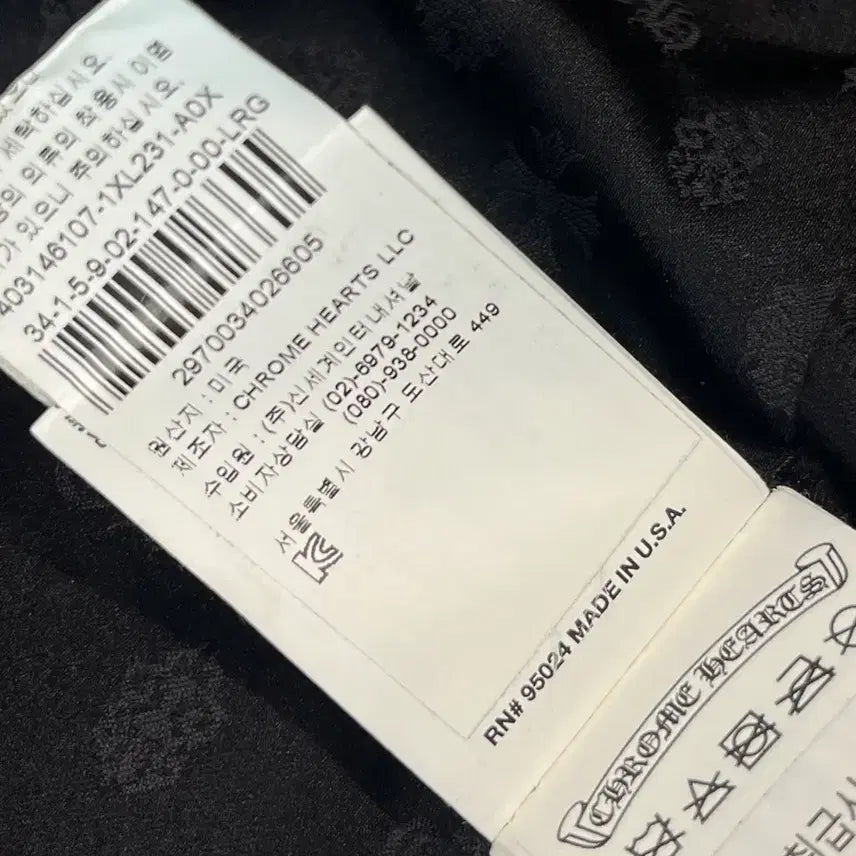 세탁하십시오.
의 의류의 착용시 이염
가 있으니 주의하십시오.
403146107-1XL231-A0X
34-1-5-9-02-147-0-00-LRG
2970034026605
원산지 : 미국
제조자 : CHROME HEARTS LLC
수입원 : (주)신세계인터내셔날
소비자상담실 (02)-6979-1234
(080)-938-0000
서울특별시 강남구 도산대로 449
RN# 95024 MADE IN U.S.A.
CHROME HEARTS
취급